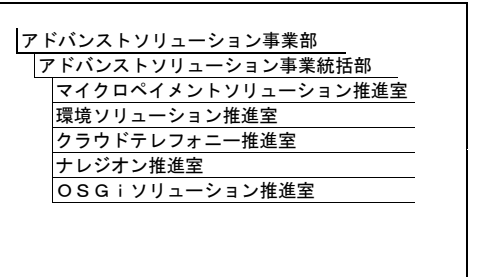 アドバンストソリューション事業部
アドバンストソリューション事業統括部
マイクロペイメントソリューション推進室
環境ソリューション推進室
クラウドテレフォニー推進室
ナレジオン推進室
ＯＳＧｉソリューション推進室